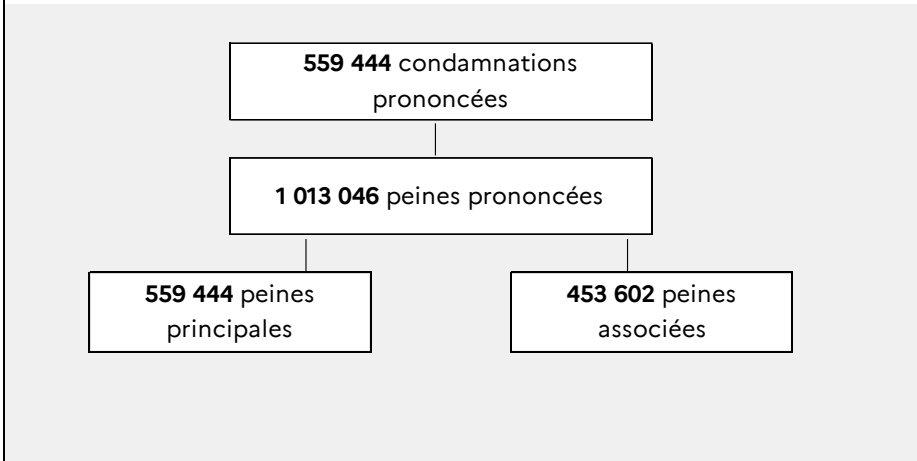 559 444 condamnations
prononcées
1 013 046 peines prononcées
559 444 peines
principales
453 602 peines
associées